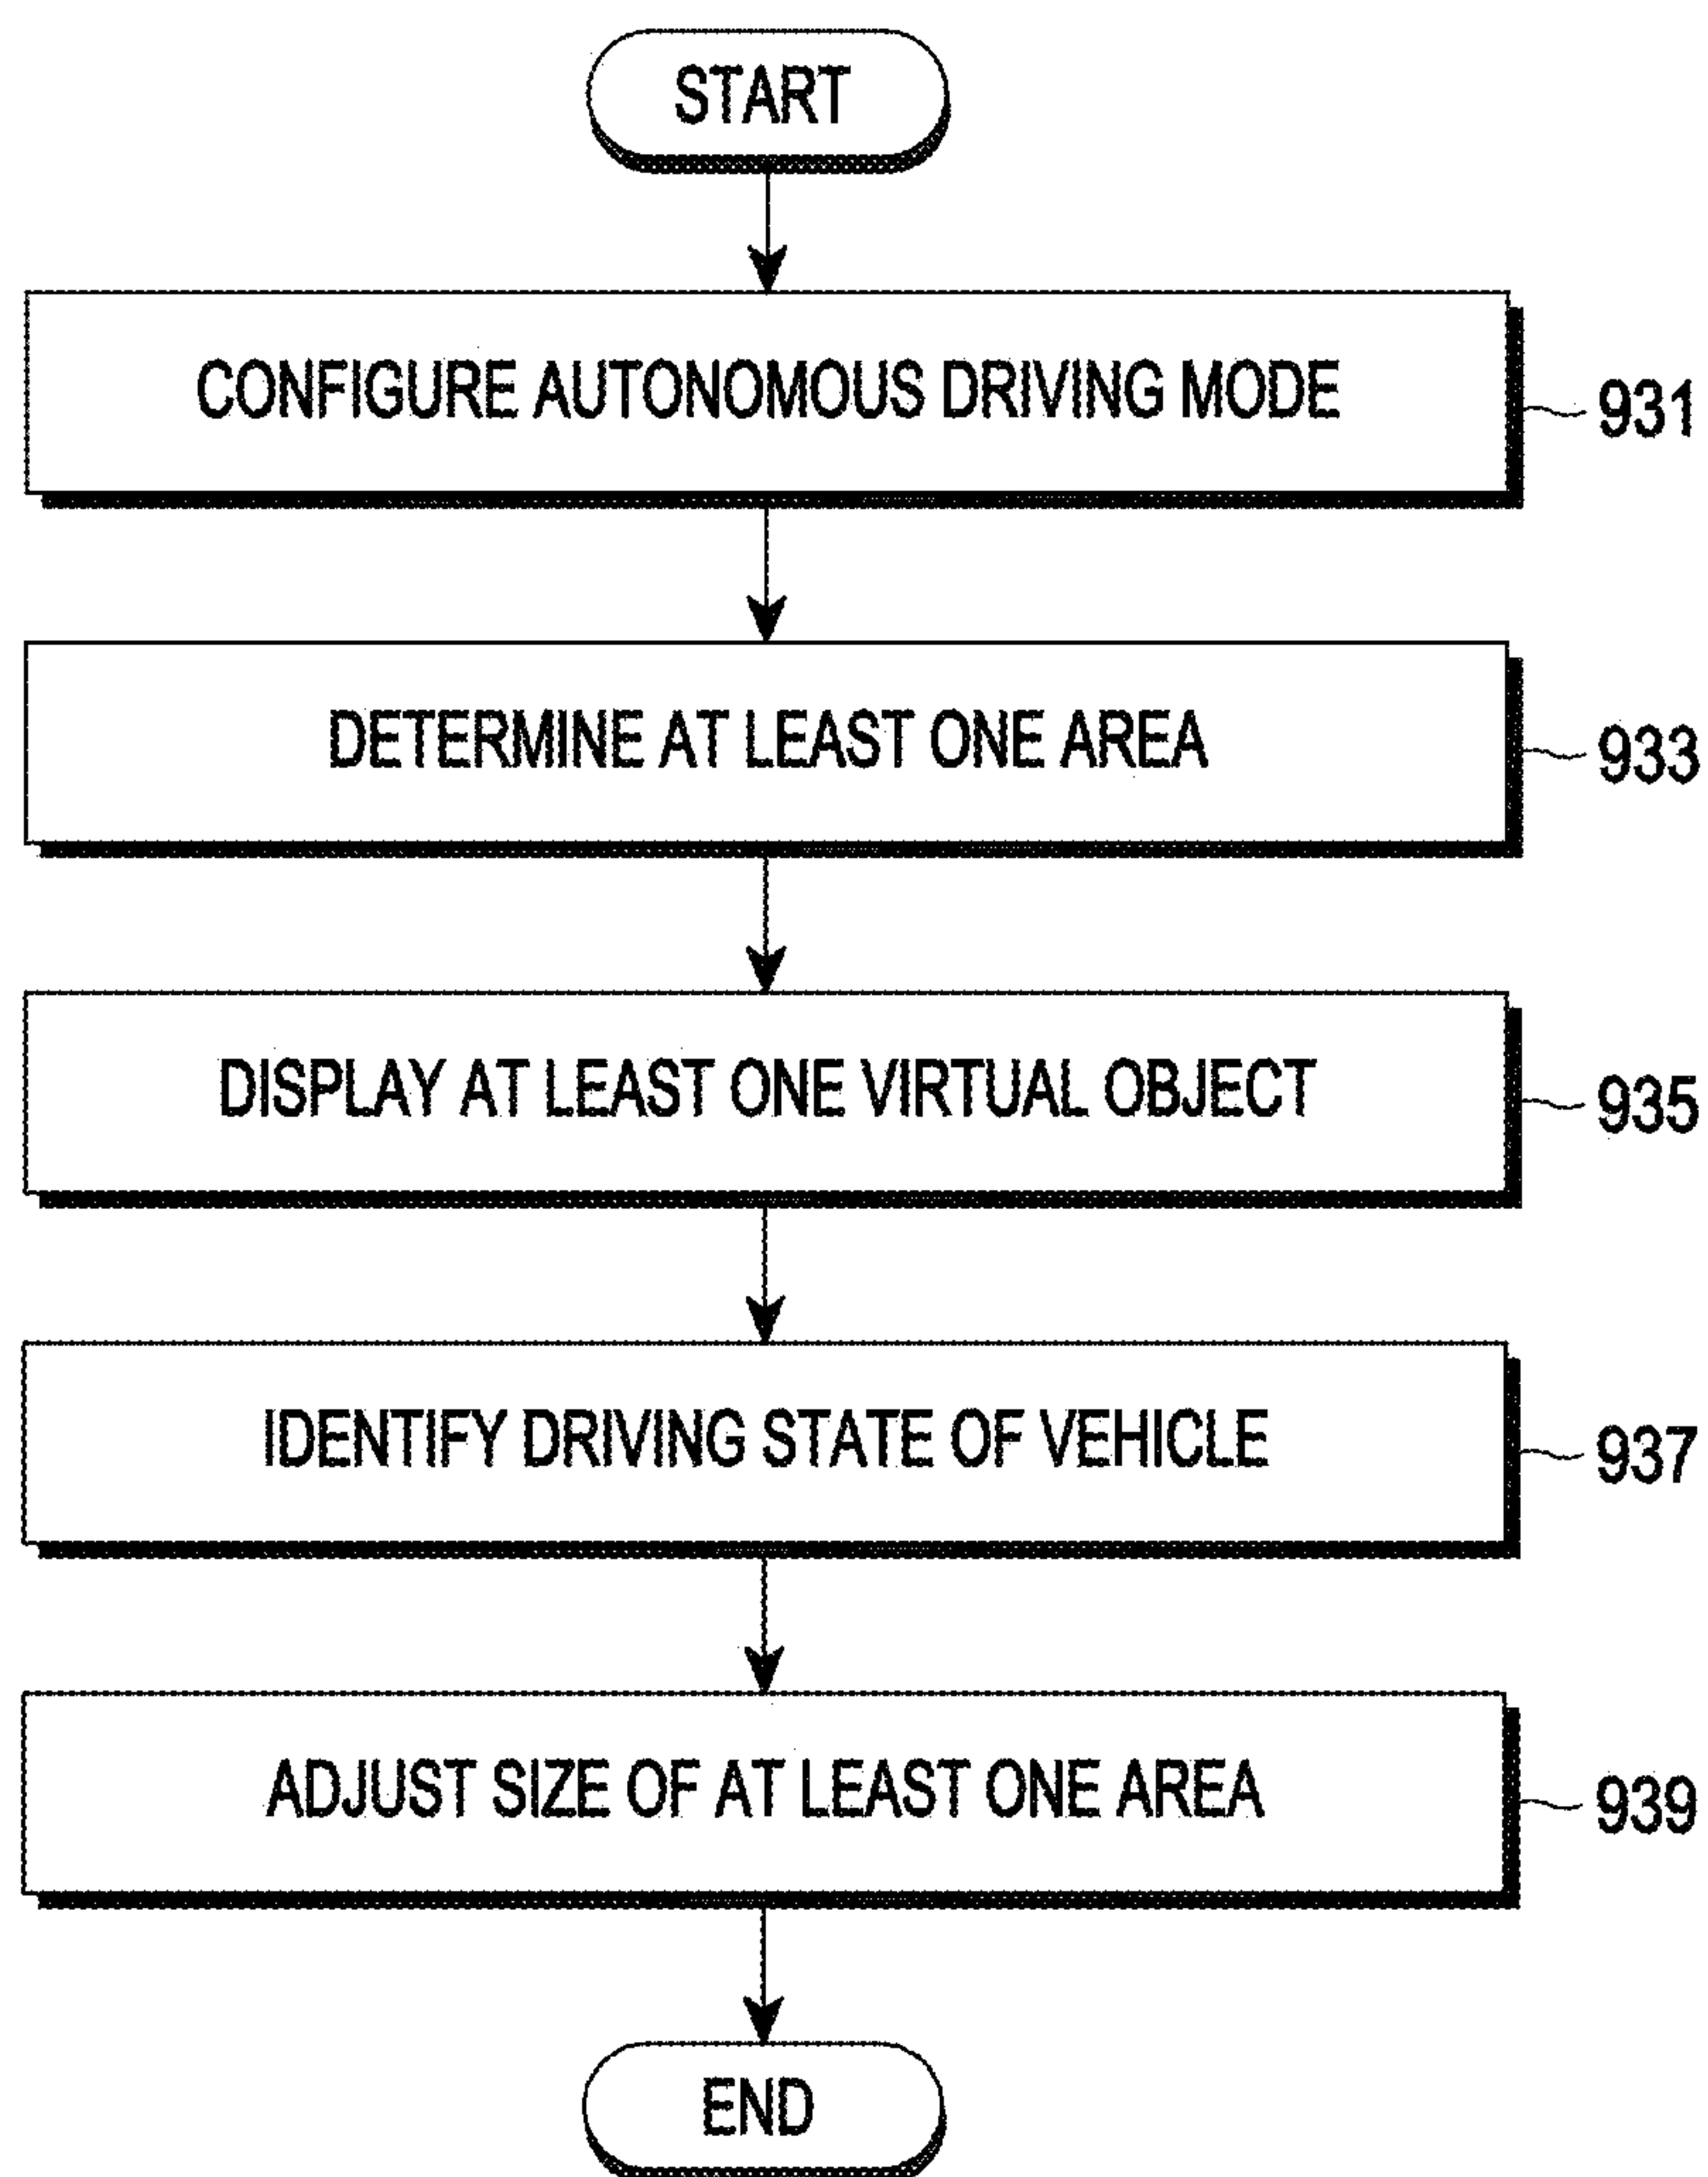 START
CONFIGURE AUTONOMOUS DRIVING MODE
931
DETERMINE AT LEAST ONE AREA
933
DISPLAY AT LEAST ONE VIRTUAL OBJECT
935
IDENTIFY DRIVING STATE OF VEHICLE
937
ADJUST SIZE OF AT LEAST ONE AREA
939
END